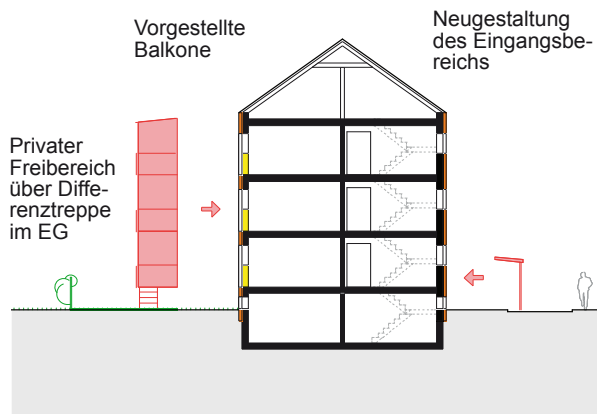 Vorgestellte
Balkone
Neugestaltung
des Eingangsbe-
reichs
Privater
Freibereich
über Diffe-
renztreppe
im EG